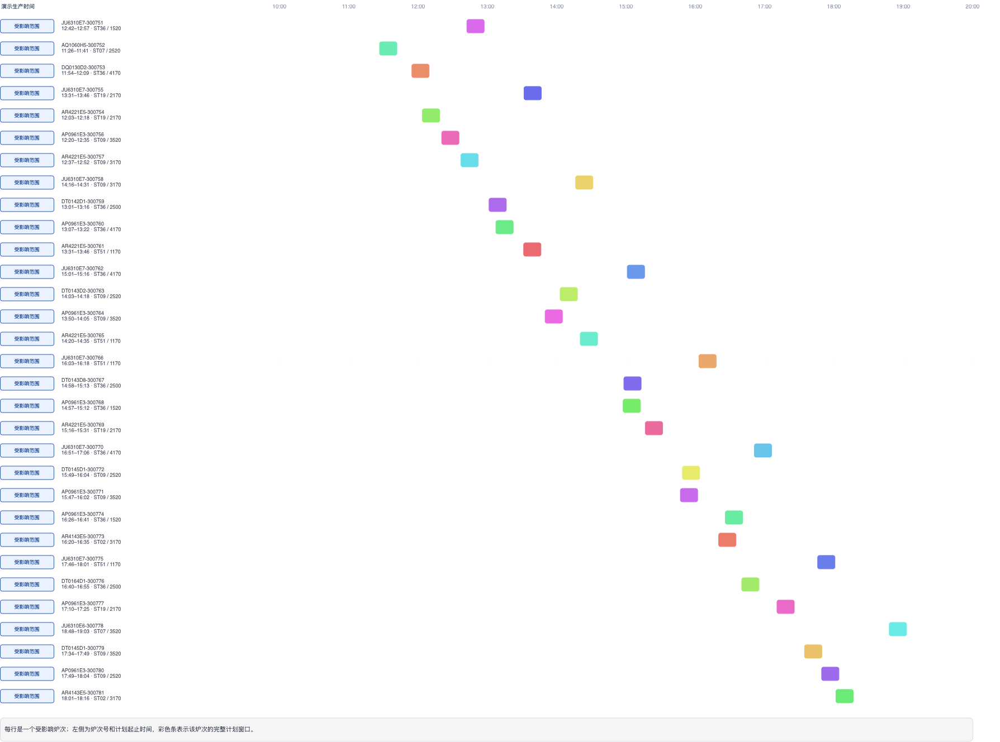 演示生产时间 10:00 11:00 12:00 13:00 14:00 15:00 16:00 17:00 18:00 19:00 20:00
受影响范围 JU6310E7-300751
12:42–12:57 · ST36 / 1520
受影响范围 AQ1060H5-300752
11:26–11:41 · ST07 / 2520
受影响范围 DQ0130D2-300753
11:54–12:09 · ST36 / 4170
受影响范围 JU6310E7-300755
13:31–13:46 · ST19 / 2170
受影响范围 AR4221E5-300754
12:03–12:18 · ST19 / 2170
受影响范围 AP0961E3-300756
12:20–12:35 · ST09 / 3520
受影响范围 AR4221E5-300757
12:37–12:52 · ST09 / 3170
受影响范围 JU6310E7-300758
14:16–14:31 · ST09 / 3170
受影响范围 DT0142D1-300759
13:01–13:16 · ST36 / 2500
受影响范围 AP0961E3-300760
13:07–13:22 · ST36 / 4170
受影响范围 AR4221E5-300761
13:31–13:46 · ST51 / 1170
受影响范围 JU6310E7-300762
15:01–15:16 · ST36 / 4170
受影响范围 DT0143D2-300763
14:03–14:18 · ST09 / 2520
受影响范围 AP0961E3-300764
13:50–14:05 · ST09 / 3520
受影响范围 AR4221E5-300765
14:20–14:35 · ST51 / 1170
受影响范围 JU6310E7-300766
16:03–16:18 · ST51 / 1170
受影响范围 DT0143D8-300767
14:58–15:13 · ST36 / 2500
受影响范围 AP0961E3-300768
14:57–15:12 · ST36 / 1520
受影响范围 AR4221E5-300769
15:16–15:31 · ST19 / 2170
受影响范围 JU6310E7-300770
16:51–17:06 · ST36 / 4170
受影响范围 DT0145D1-300772
15:49–16:04 · ST09 / 2520
受影响范围 AP0961E3-300771
15:47–16:02 · ST09 / 3520
受影响范围 AP0961E3-300774
16:26–16:41 · ST36 / 1520
受影响范围 AR4143E5-300773
16:20–16:35 · ST02 / 3170
受影响范围 JU6310E7-300775
17:46–18:01 · ST51 / 1170
受影响范围 DT0164D1-300776
16:40–16:55 · ST36 / 2500
受影响范围 AP0961E3-300777
17:10–17:25 · ST19 / 2170
受影响范围 JU6310E6-300778
18:48–19:03 · ST07 / 3520
受影响范围 DT0145D1-300779
17:34–17:49 · ST09 / 3520
受影响范围 AP0961E3-300780
17:49–18:04 · ST09 / 2520
受影响范围 AR4143E5-300781
18:01–18:16 · ST02 / 3170
每行是一个受影响炉次；左侧为炉次号和计划起止时间，彩色条表示该炉次的完整计划窗口。